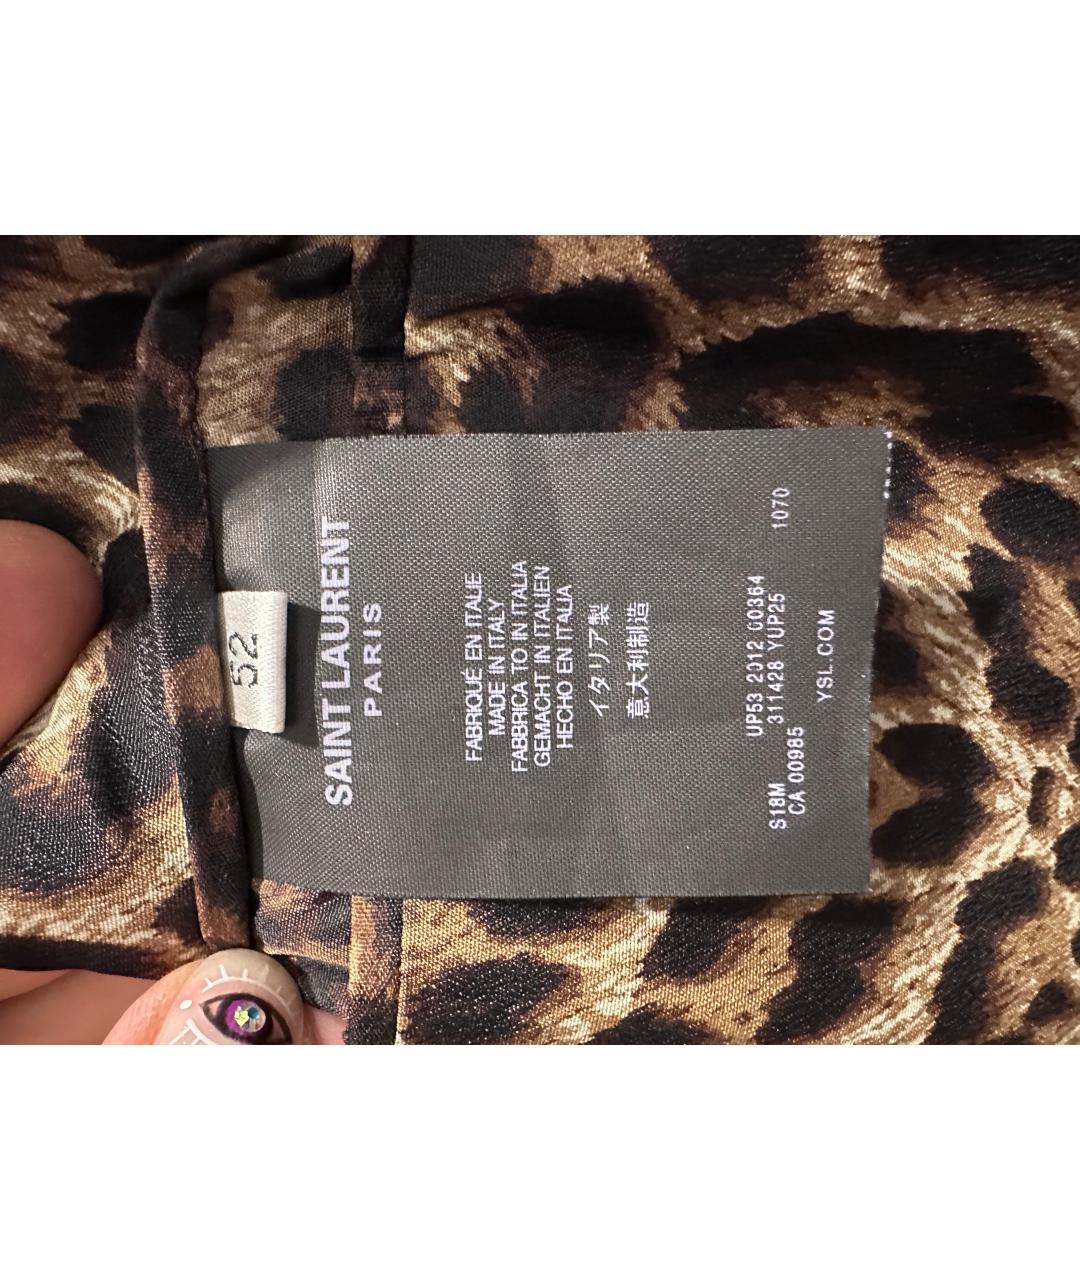 52
SAINT LAURENT
PARIS
FABRIQUÉ EN ITALIE
MADE IN ITALY
FABBRICA TO IN ITALIA
GEMACHT IN ITALIEN
HECHO EN ITALIA
イタリア製
意大利制造
UP53 2012 L0364
S18M 311428 YUP25 1070
CA 00985
YSL.COM